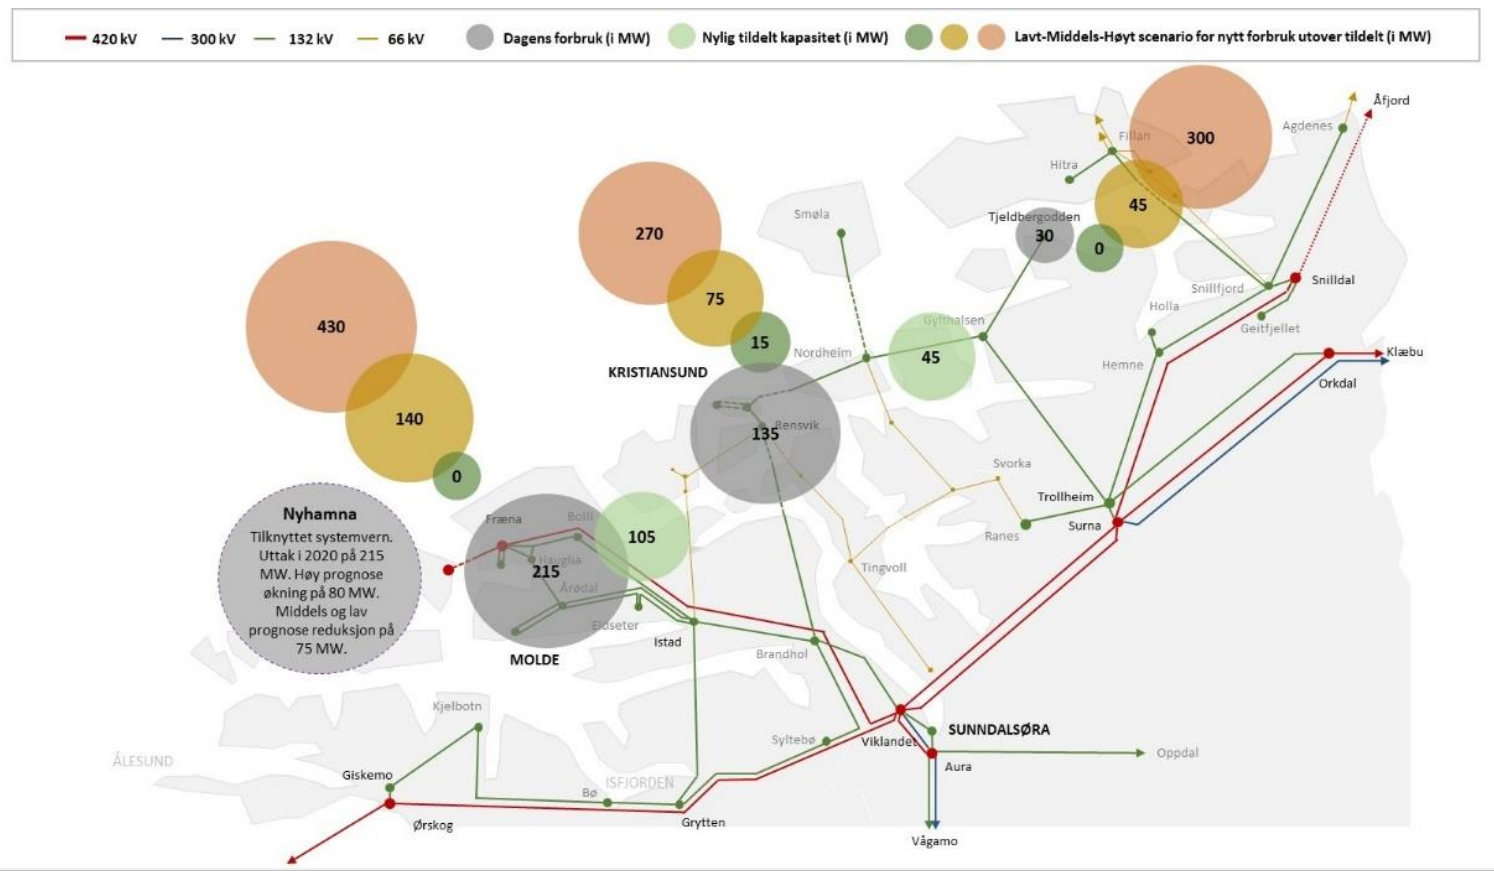 420 kV
300 kV
132 kV
66 kV
Dagens forbruk (i MW)
Nylig tildelt kapasitet (i MW)
Lavt-Middels-Høyt scenario for nytt forbruk utover tildelt (i MW)
Åfjord
Agdenes
Fillan
300
Hitra
45
Smøla
Tjeldbergodden
30
0
270
75
15
430
140
0
Snilldal
Snillfjord
Holla
Geitfjellet
Gylthalsen
45
Nordheim
Hemne
Klæbu
Orkdal
KRISTIANSUND
135
Bensvik
Svorka
Trollheim
Surna
Ranes
Tingvoll
Nyhamna
Tilknyttet systemvern.
Uttak i 2020 på 215
MW. Høy prognose
økning på 80 MW.
Middels og lav
prognose reduksjon på
75 MW.
Fræna
Bolli
105
Hauglia
215
Årødal
Eidseter
Istad
MOLDE
Brandhol
Kjelbotn
SUNNDALSØRA
Viklandet
Syltebø
Oppdal
Aura
ÅLESUND
Giskemo
ISFJORDEN
Bø
Ørskog
Grytten
Vågamo